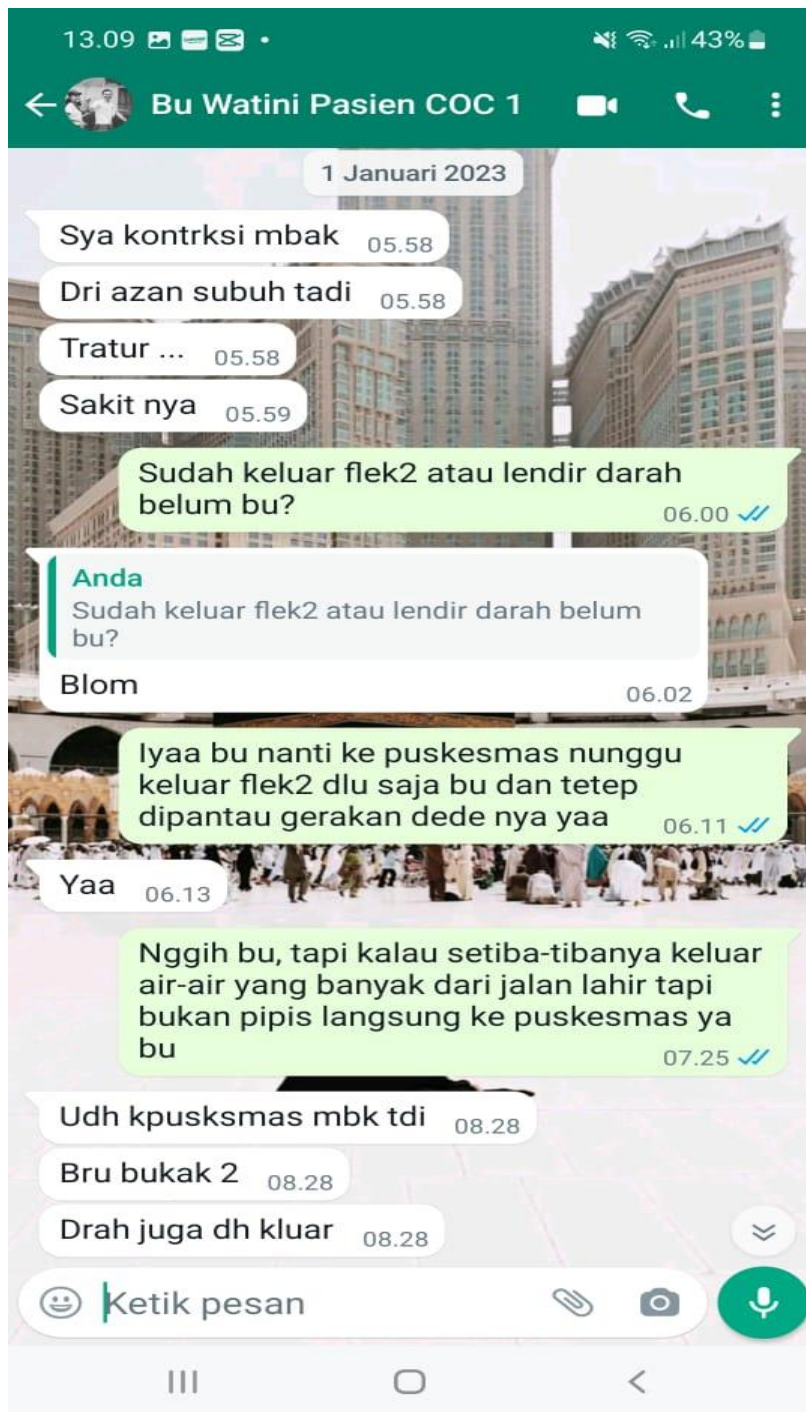 13.09
43%
Bu Watini Pasien COC 1
1 Januari 2023
Sya kontrksi mbak 05.58
Dri azan subuh tadi 05.58
Tratur ... 05.58
Sakit nya 05.59
Sudah keluar flek2 atau lendir darah
belum bu? 06.00
Anda
Sudah keluar flek2 atau lendir darah belum
bu?
Blom 06.02
Iyaa bu nanti ke puskesmas nunggu
keluar flek2 dlu saja bu dan tetep
dipantau gerakan dede nya yaa 06.11
Yaa 06.13
Nggih bu, tapi kalau setiba-tibanya keluar
air-air yang banyak dari jalan lahir tapi
bukan pipis langsung ke puskesmas ya
bu 07.25
Udh kpusksmas mbk tdi 08.28
Bru bukak 2 08.28
Drah juga dh kluar 08.28
Ketik pesan